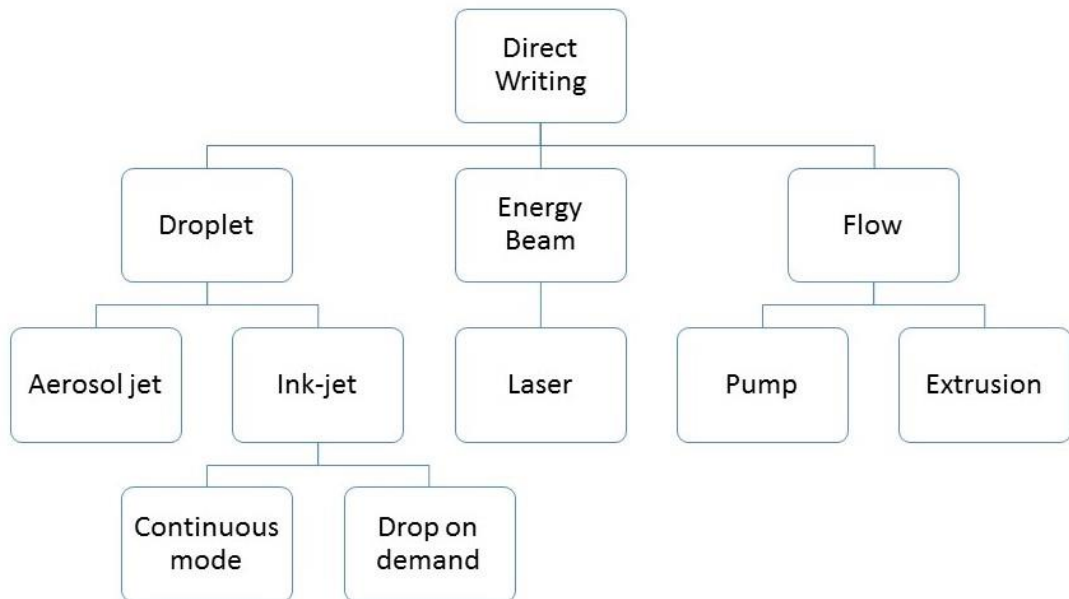 Direct
Writing
Droplet
Energy
Beam
Flow
Aerosol jet
Ink-jet
Laser
Pump
Extrusion
Continuous
mode
Drop on
demand